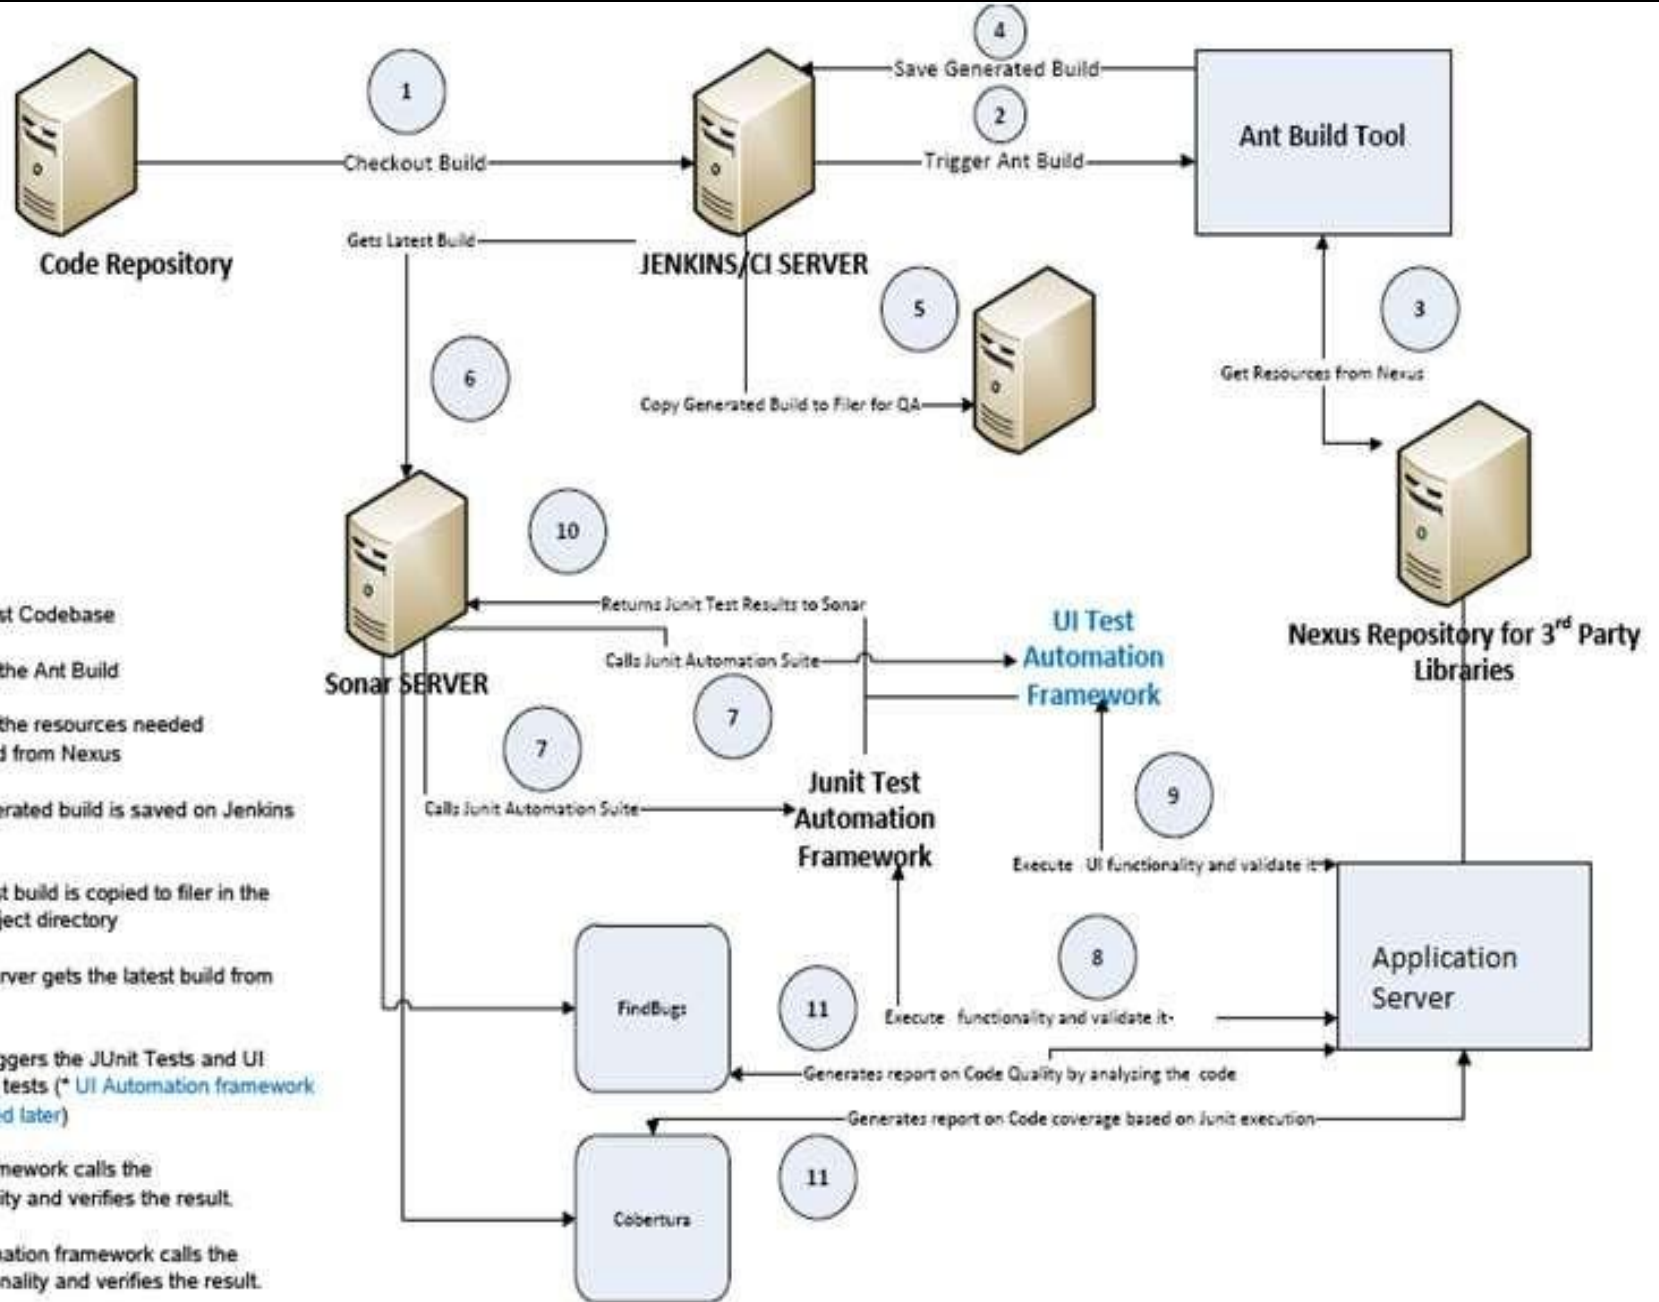 4
Save Generated Build
1
2
Ant Build Tool
Checkout Build
Trigger Ant Build
Gets Latest Build
Code Repository
JENKINS/CI SERVER
5
3
6
Get Resources from Nexus
Copy Generated Build to Filer for QA
10
Returns Junit Test Results to Sonar
st Codebase
UI Test
Automation
Framework
Calls Junit Automation Suite
Nexus Repository for 3rd Party
Libraries
the Ant Build
Sonar SERVER
7
7
the resources needed
d from Nexus
Junit Test
Automation
Framework
9
Calls Junit Automation Suite
erated build is saved on Jenkins
Execute UI functionality and validate it
st build is copied to filer in the
ject directory
8
Application
Server
rver gets the latest build from
FindBugs
11
Execute functionality and validate it
ggers the JUnit Tests and UI
tests (* UI Automation framework
ed later)
Generates report on Code Quality by analyzing the code
Generates report on Code coverage based on Junit execution
mework calls the
ity and verifies the result.
11
Cobertura
ation framework calls the
nality and verifies the result.